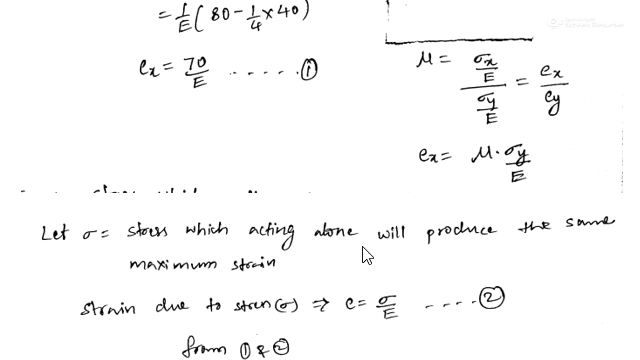 = 1/E ( 80 - 1/4 × 40 )
ex = 70/E ------ ①
μ = (σx/E)/(σy/E) = ex/ey
ex = μ · σy/E
Let σ = stress which acting alone will produce the same
maximum strain
strain due to stress(σ) ⇒ e = σ/E ----- ②
from ① & ②